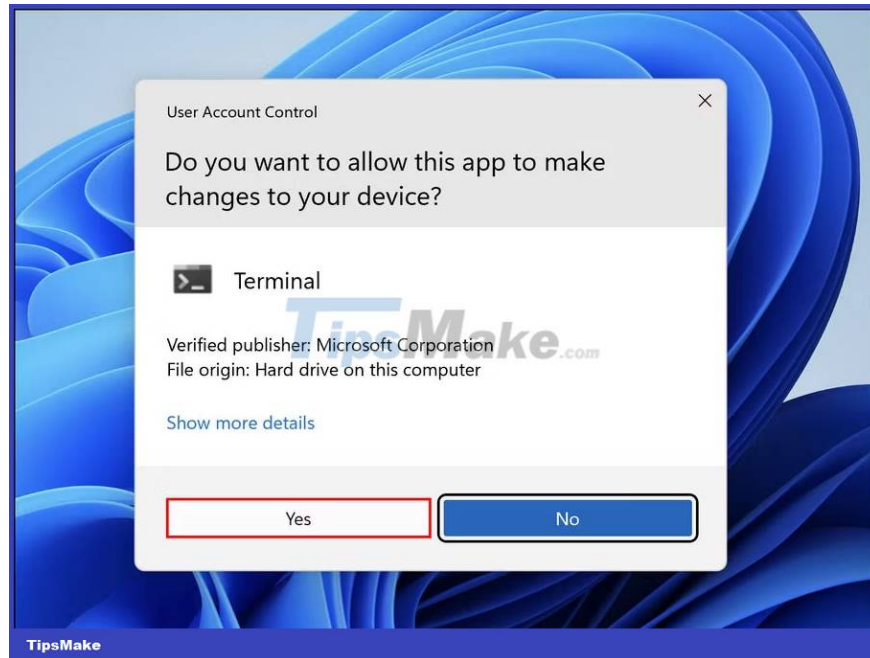 User Account Control
Do you want to allow this app to make
changes to your device?
Terminal
TipsMake.com
Verified publisher: Microsoft Corporation
File origin: Hard drive on this computer
Show more details
Yes
No
TipsMake